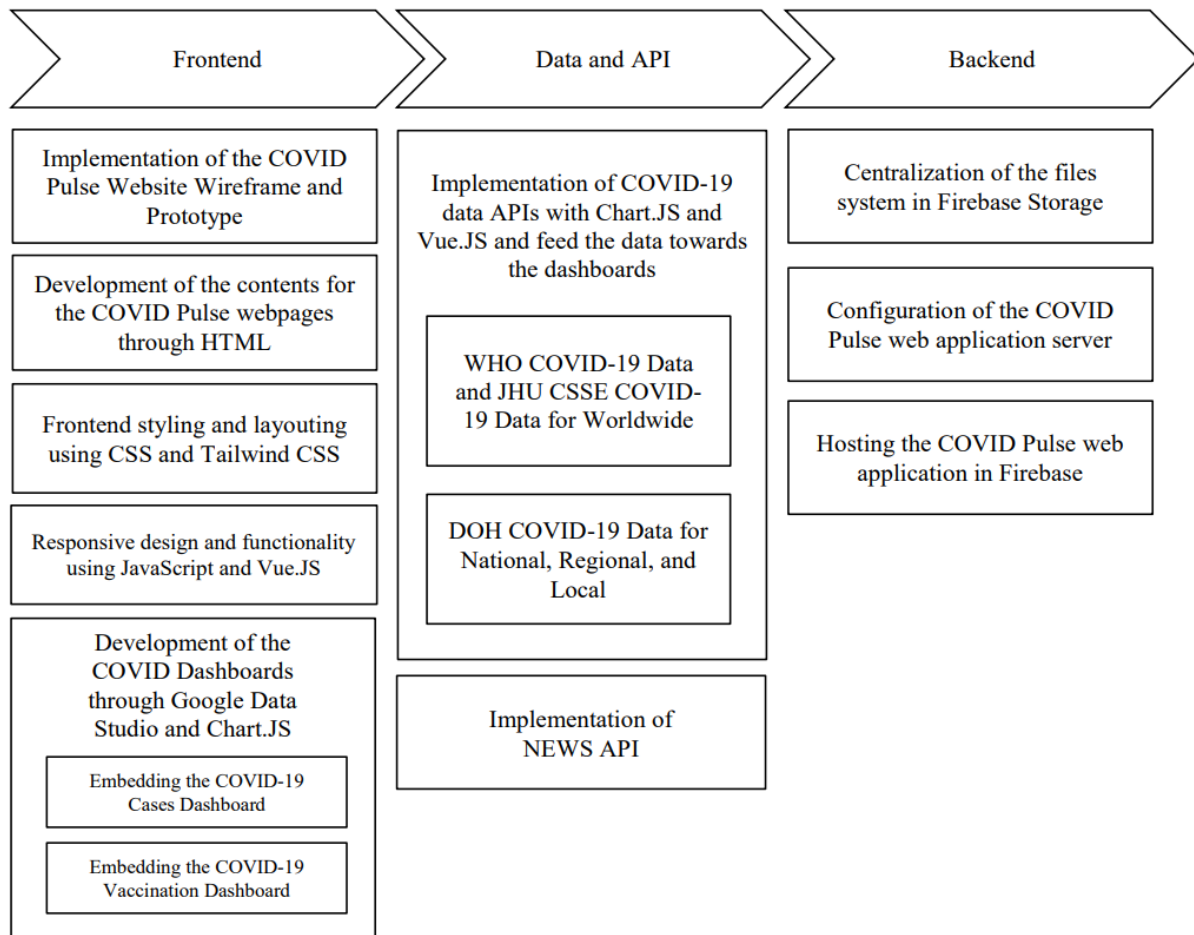 Frontend
Data and API
Backend
Implementation of the COVID
Pulse Website Wireframe and
Prototype
Development of the contents for
the COVID Pulse webpages
through HTML
Frontend styling and layouting
using CSS and Tailwind CSS
Responsive design and functionality
using JavaScript and Vue.JS
Development of the
COVID Dashboards
through Google Data
Studio and Chart.JS
Embedding the COVID-19
Cases Dashboard
Embedding the COVID-19
Vaccination Dashboard
Implementation of COVID-19
data APIs with Chart.JS and
Vue.JS and feed the data towards
the dashboards
WHO COVID-19 Data
and JHU CSSE COVID-
19 Data for Worldwide
DOH COVID-19 Data for
National, Regional, and
Local
Implementation of
NEWS API
Centralization of the files
system in Firebase Storage
Configuration of the COVID
Pulse web application server
Hosting the COVID Pulse web
application in Firebase